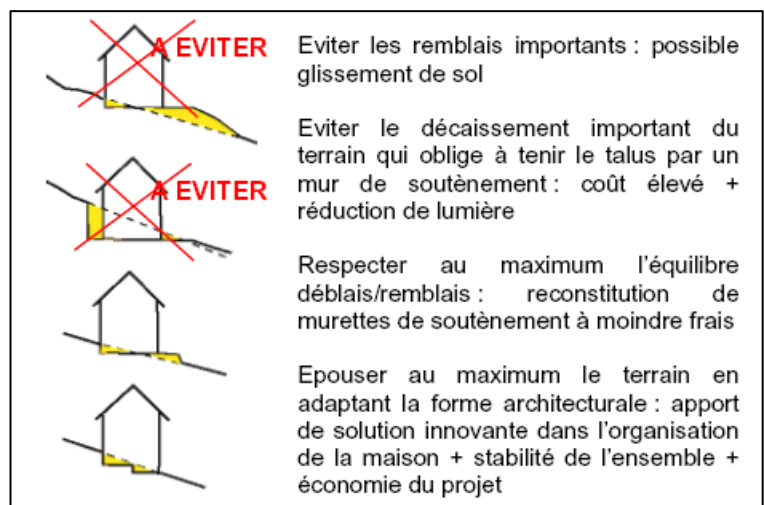 A EVITER
Eviter les remblais importants : possible
glissement de sol
Eviter le décaissement important du
terrain qui oblige à tenir le talus par un
mur de soutènement : coût élevé +
réduction de lumière
A EVITER
Respecter au maximum l'équilibre
déblais/remblais : reconstitution de
murettes de soutènement à moindre frais
Epouser au maximum le terrain en
adaptant la forme architecturale : apport
de solution innovante dans l'organisation
de la maison + stabilité de l'ensemble +
économie du projet